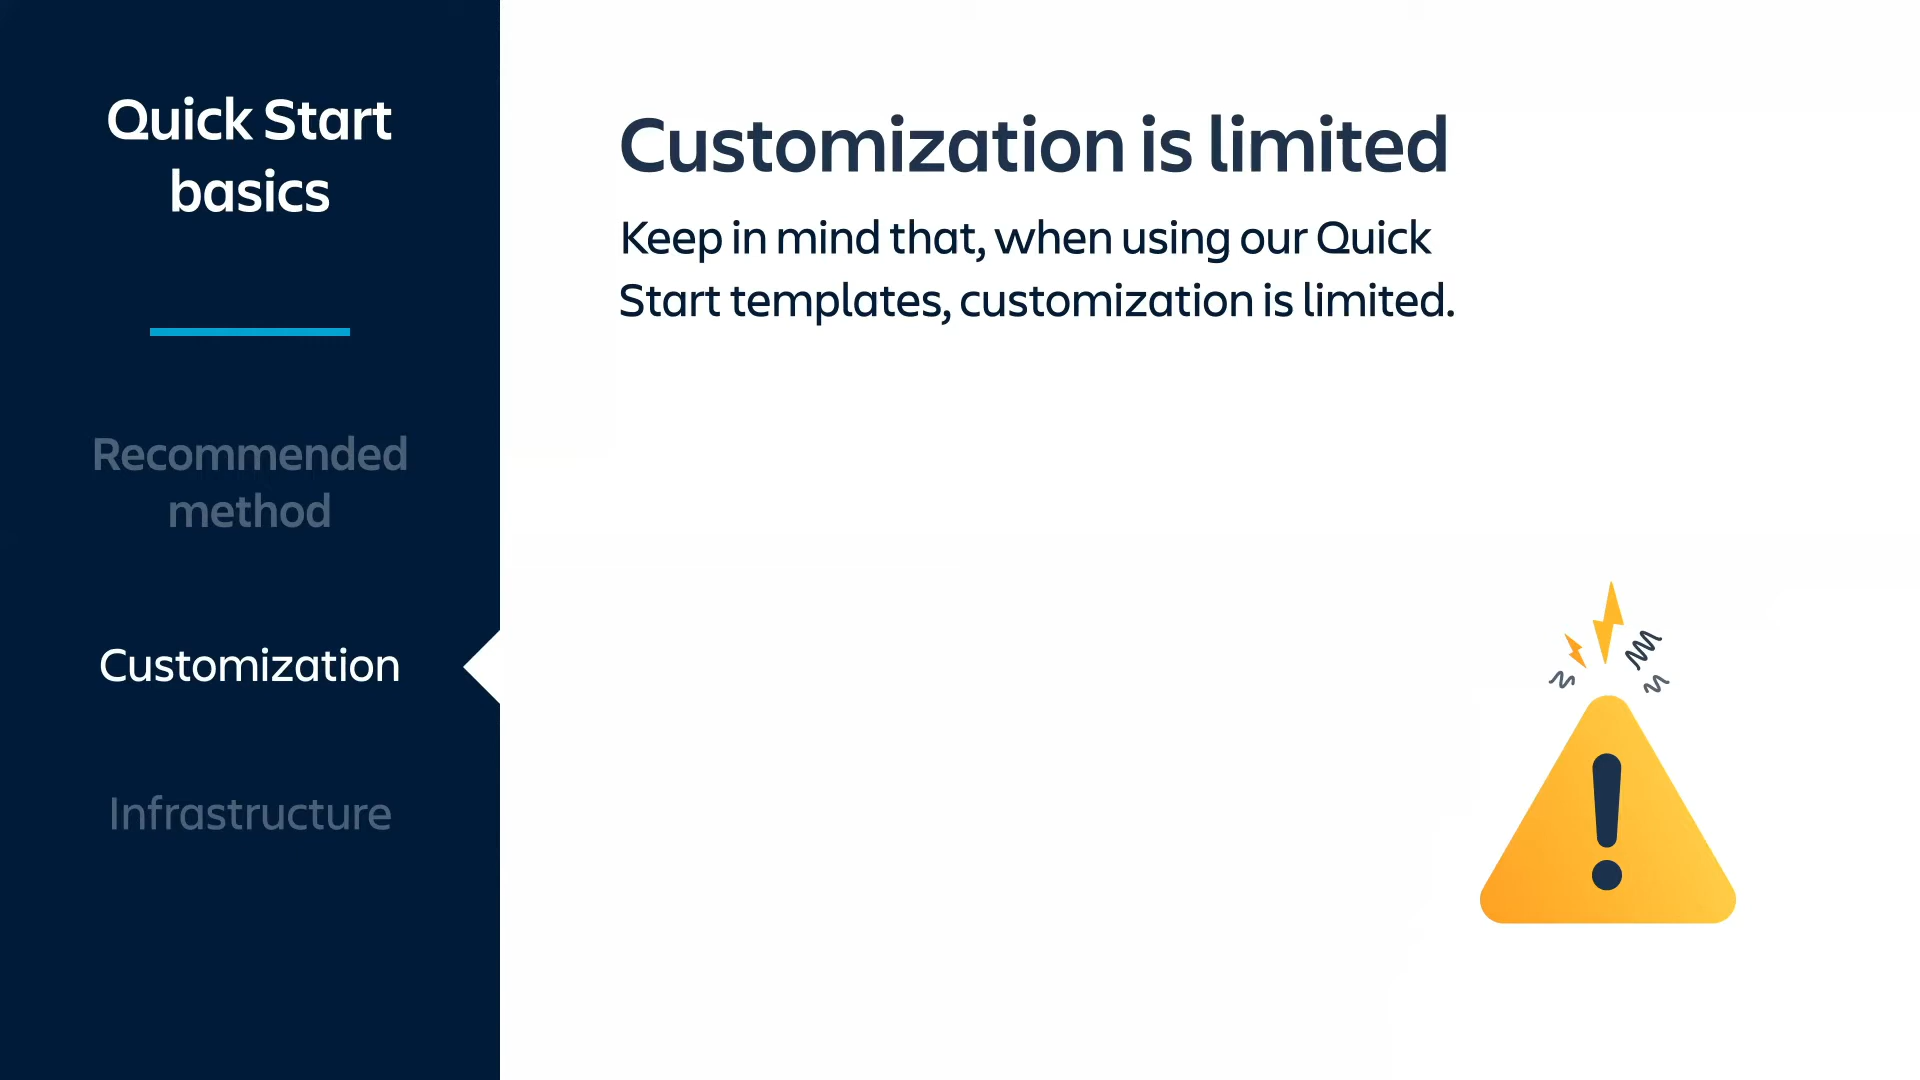 Quick Start
basics
Recommended
method
Customization
Infrastructure
Customization is limited
Keep in mind that, when using our Quick
Start templates, customization is limited.